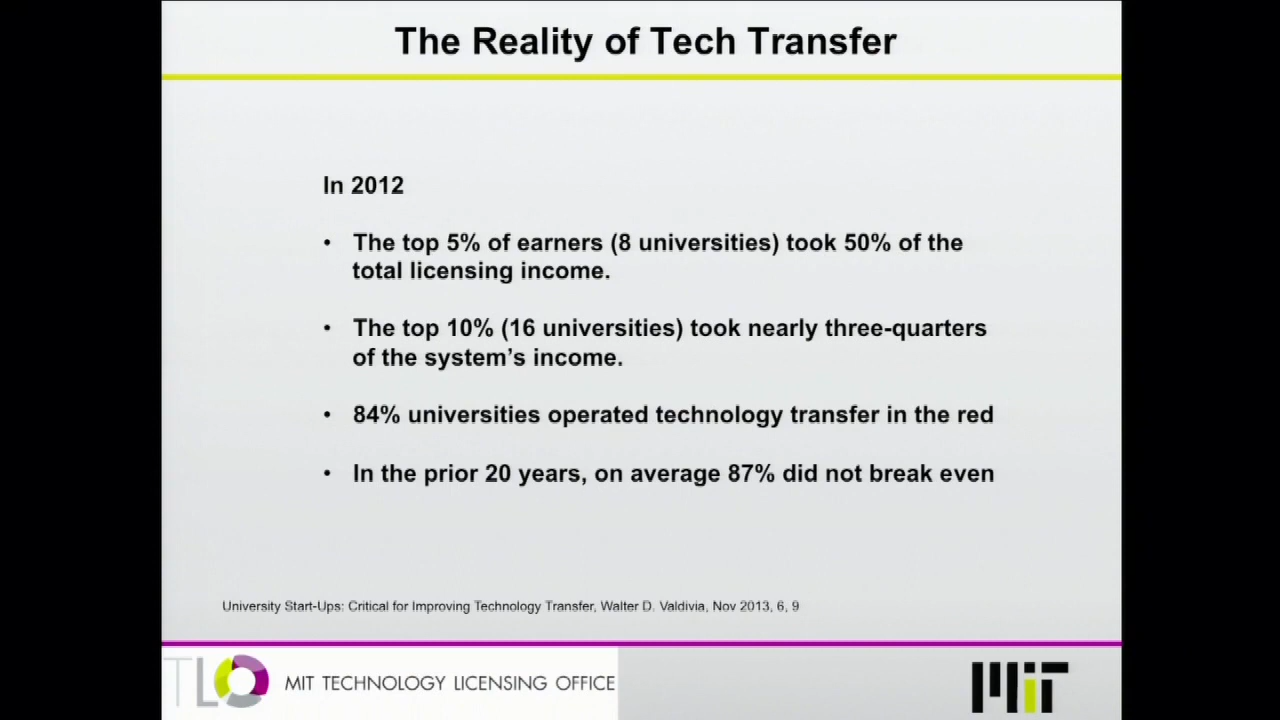 The Reality of Tech Transfer
In 2012
• The top 5% of earners (8 universities) took 50% of the
total licensing income.
• The top 10% (16 universities) took nearly three-quarters
of the system's income.
• 84% universities operated technology transfer in the red
• In the prior 20 years, on average 87% did not break even
University Start-Ups: Critical for Improving Technology Transfer, Walter D. Valdivia, Nov 2013, 6, 9
TLO MIT TECHNOLOGY LICENSING OFFICE
MIT